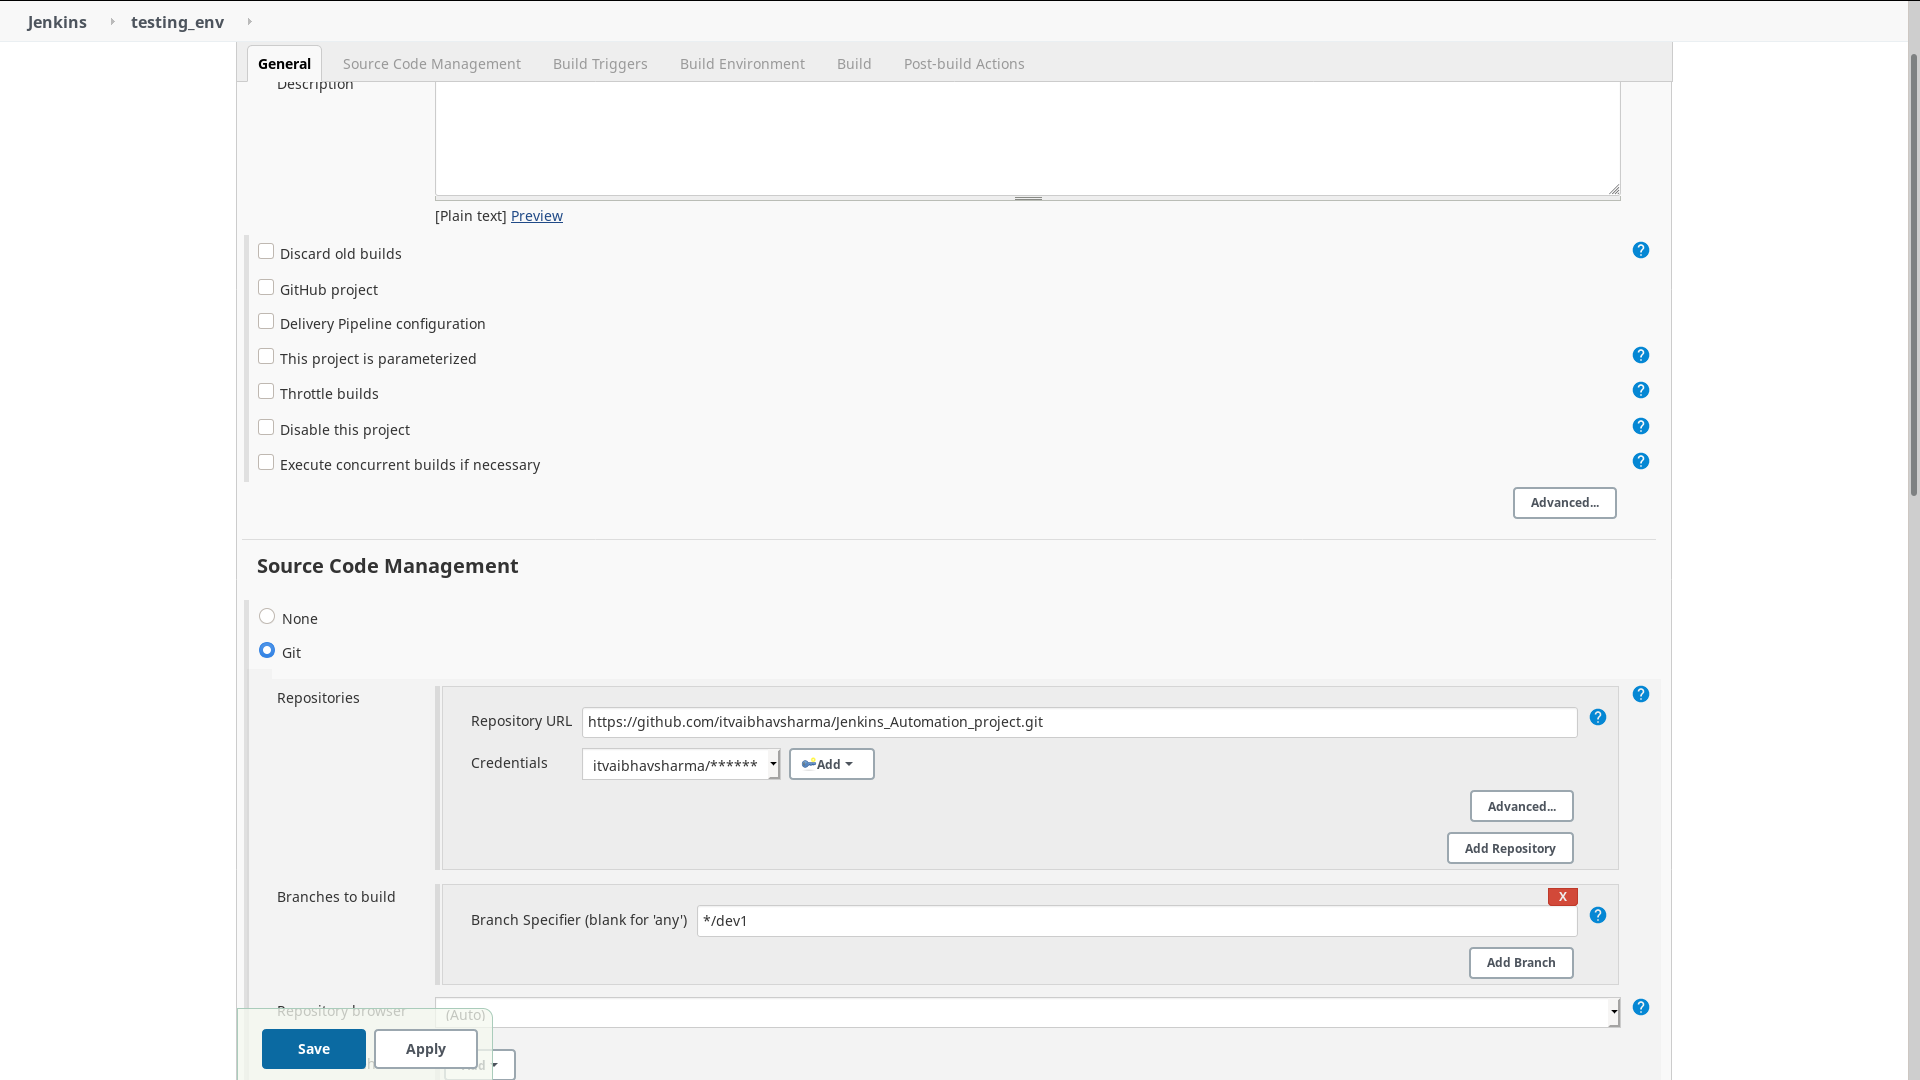 Jenkins testing_env
General Source Code Management Build Triggers Build Environment Build Post-build Actions
Description
[Plain text] Preview
Discard old builds
GitHub project
Delivery Pipeline configuration
This project is parameterized
Throttle builds
Disable this project
Execute concurrent builds if necessary
Advanced...
Source Code Management
None
Git
Repositories
Repository URL https://github.com/itvaibhavsharma/Jenkins_Automation_project.git
Credentials itvaibhavsharma/****** Add
Advanced...
Add Repository
Branches to build
X
Branch Specifier (blank for 'any') */dev1
Add Branch
Repository browser (Auto)
Save Apply
Add